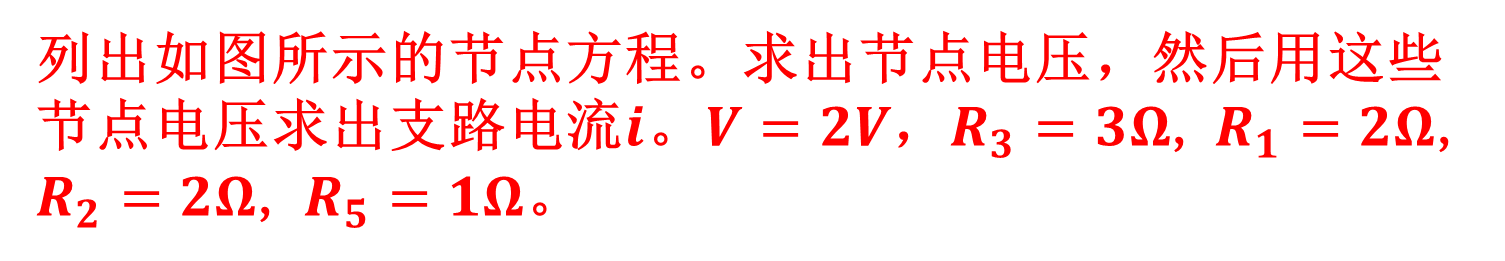 列出如图所示的节点方程。求出节点电压，然后用这些
节点电压求出支路电流i。V = 2V，R₃ = 3Ω, R₁ = 2Ω,
R₂ = 2Ω, R₅ = 1Ω。